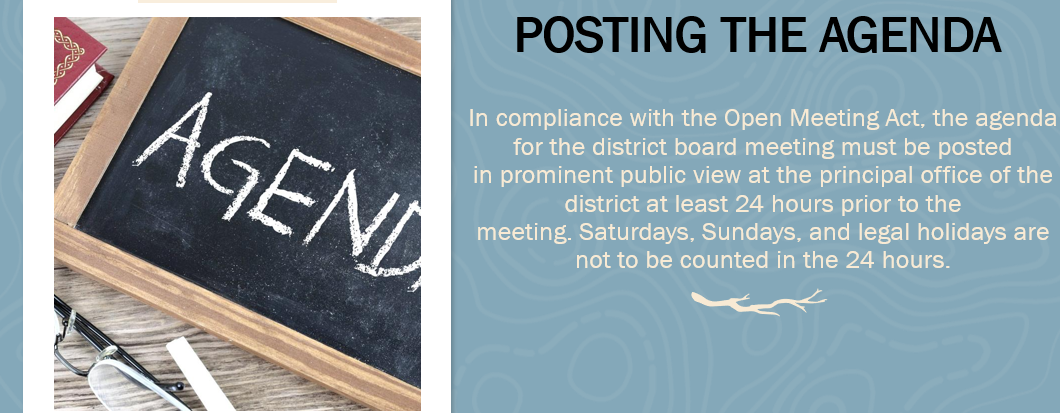 AGEND
POSTING THE AGENDA
In compliance with the Open Meeting Act, the agenda
for the district board meeting must be posted
in prominent public view at the principal office of the
district at least 24 hours prior to the
meeting. Saturdays, Sundays, and legal holidays are
not to be counted in the 24 hours.